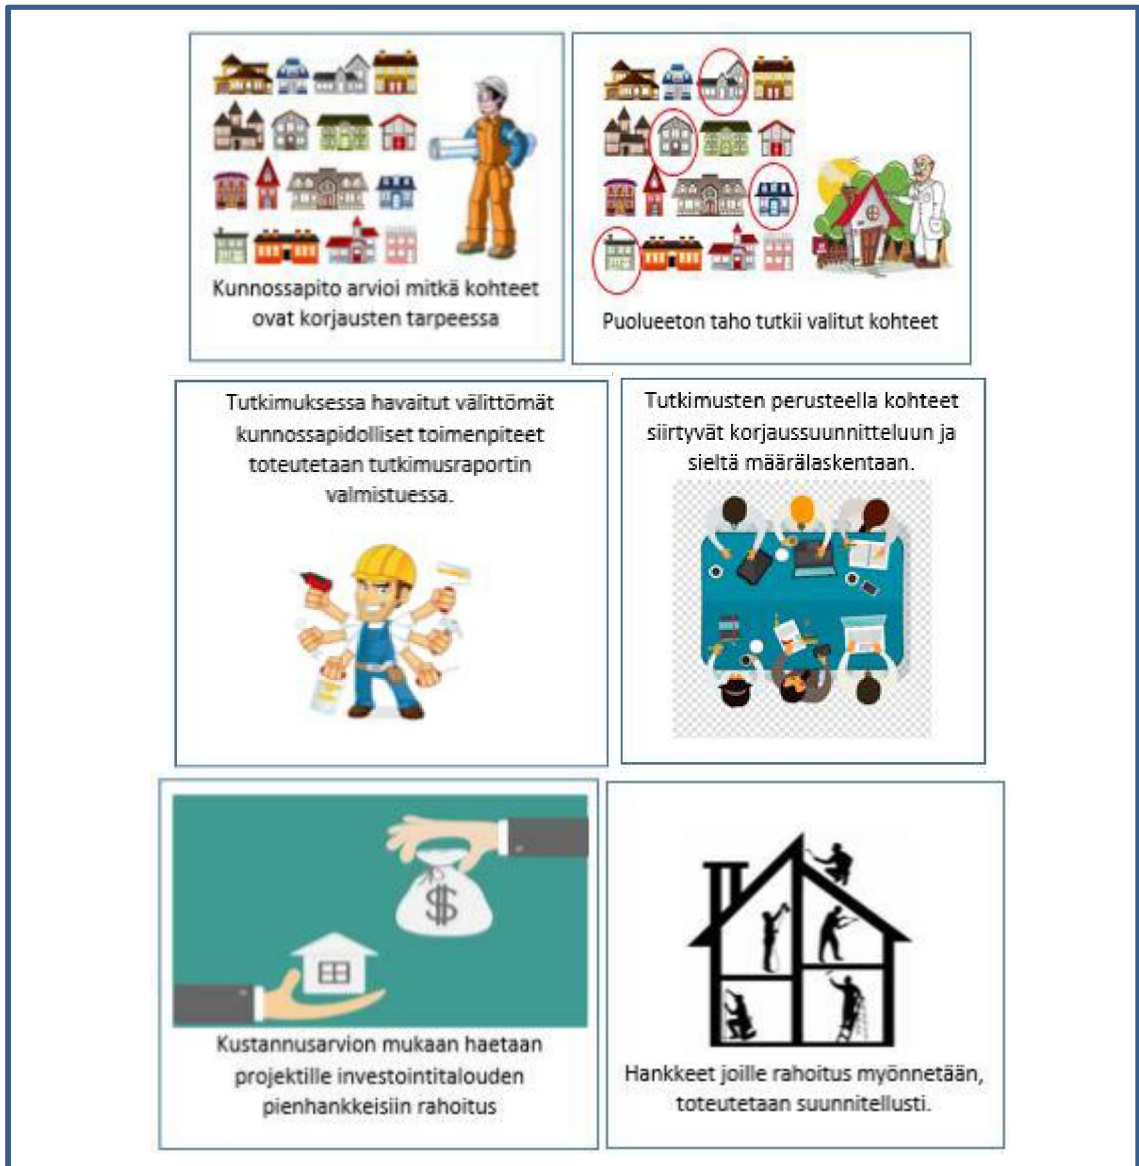 Kunnossapito arvioi mitkä kohteet
ovat korjausten tarpeessa
Puolueeton taho tutkii valitut kohteet
Tutkimuksessa havaitut välittömät
kunnossapidolliset toimenpiteet
toteutetaan tutkimusraportin
valmistuessa.
Tutkimusten perusteella kohteet
siirtyvät korjaussuunnitteluun ja
sieltä määrälaskentaan.
$
Kustannusarvion mukaan haetaan
projektille investointitalouden
pienhankkeisiin rahoitus
Hankkeet joille rahoitus myönnetään,
toteutetaan suunnitellusti.